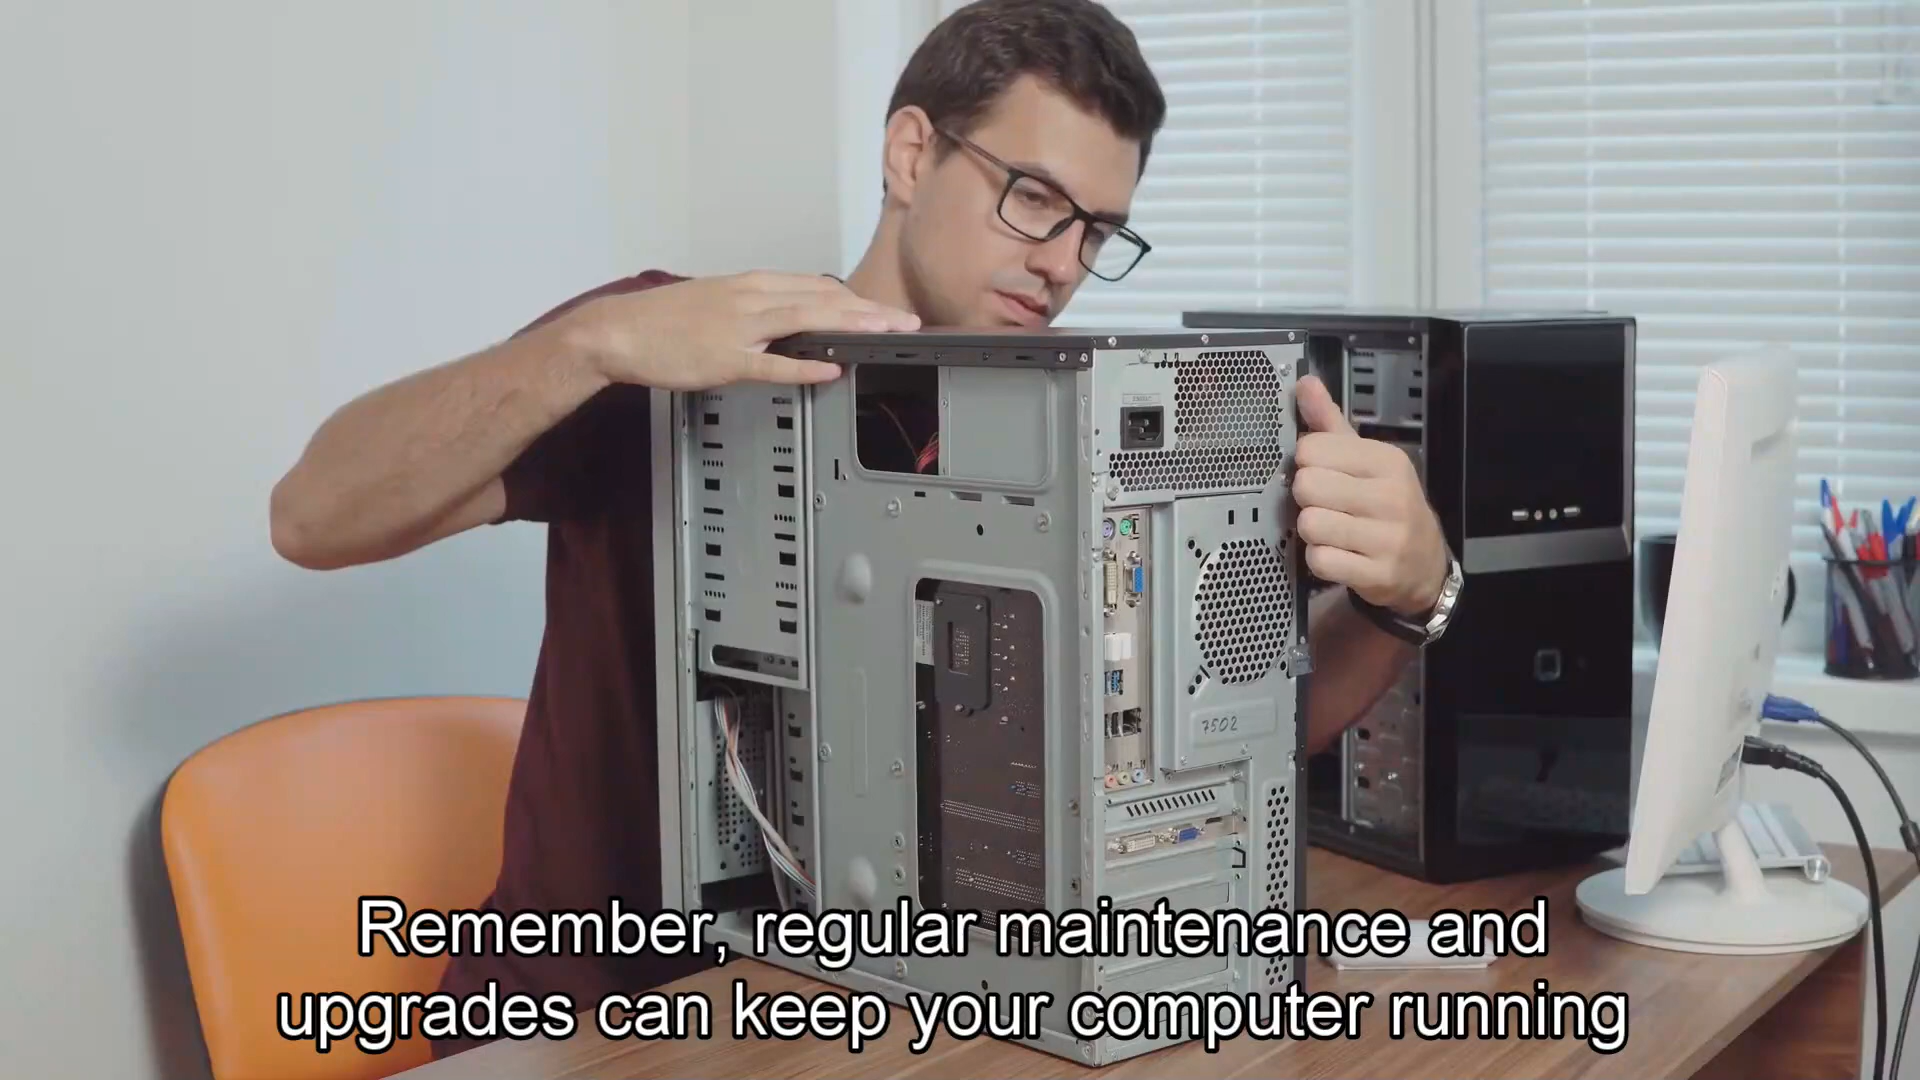 7502
Remember, regular maintenance and
upgrades can keep your computer running